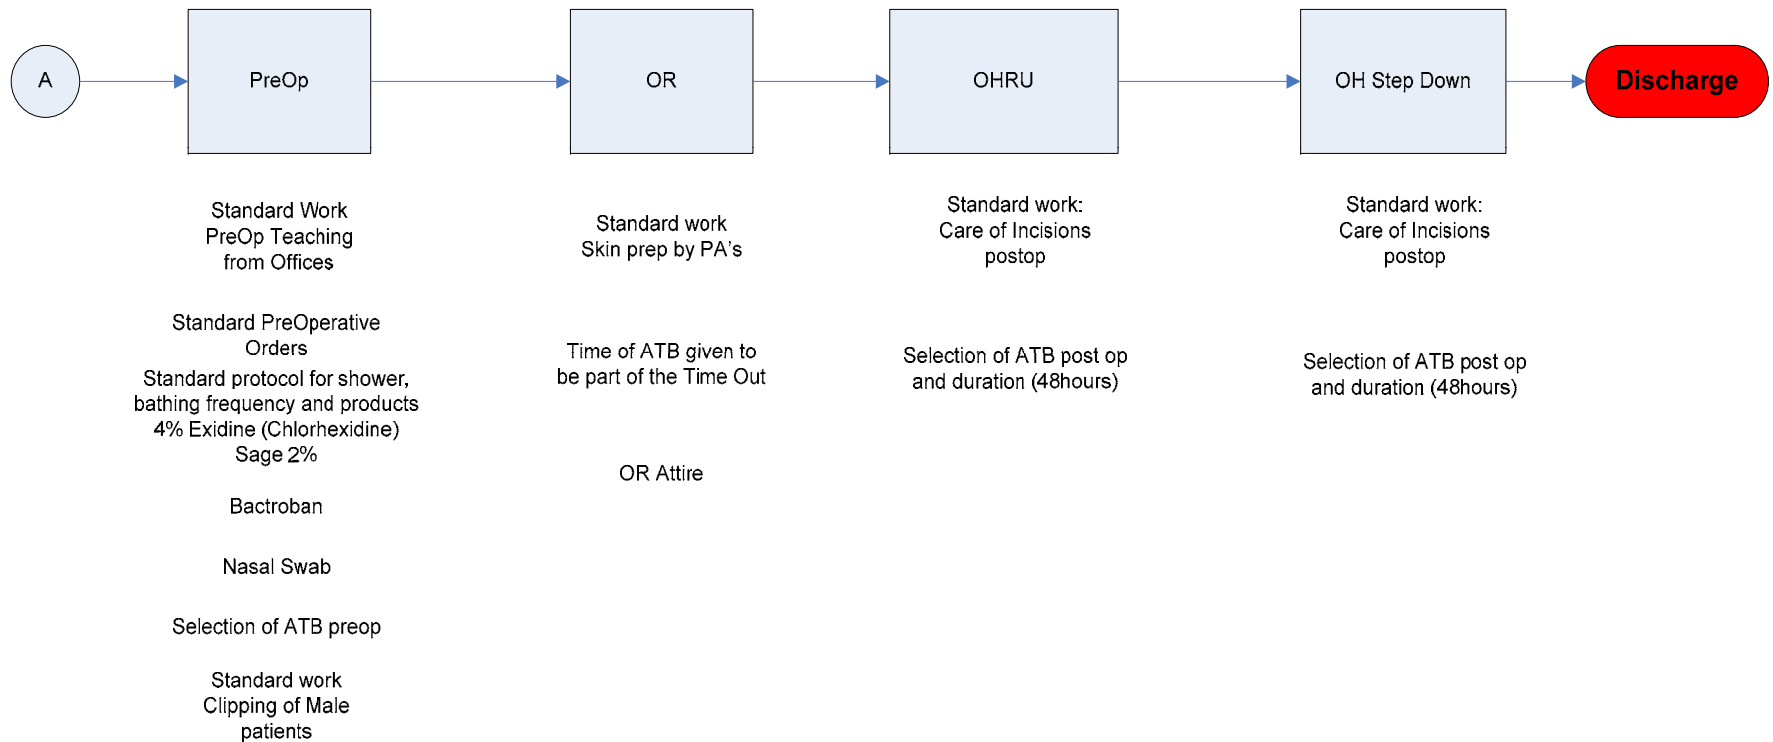 A
PreOp
OR
OHRU
OH Step Down
Discharge
Standard Work
PreOp Teaching
from Offices
Standard PreOperative
Orders
Standard protocol for shower,
bathing frequency and products
4% Exidine (Chlorhexidine)
Sage 2%
Bactroban
Nasal Swab
Selection of ATB preop
Standard work
Clipping of Male
patients
Standard work
Skin prep by PA's
Time of ATB given to
be part of the Time Out
OR Attire
Standard work:
Care of Incisions
postop
Selection of ATB post op
and duration (48hours)
Standard work:
Care of Incisions
postop
Selection of ATB post op
and duration (48hours)